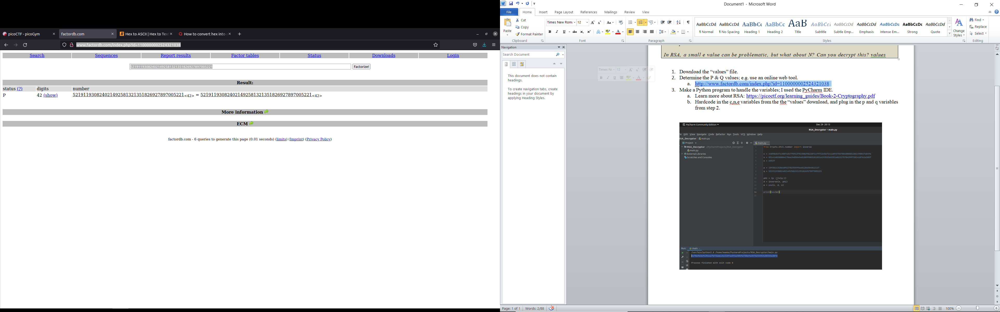 picoCTF - picoGym
factordb.com
Hex to ASCII | Hex to Text
How to convert hex into
www.factordb.com/index.php?id=1100000002524321038
Search Sequences Report results Factor tables Status Downloads Login
521911930824021492581321351826927897005221 Factorize!
Result:
status (?) digits number
P 42 (show) 521911930824021492581321351826927897005221<42> = 521911930824021492581321351826927897005221<42>
More information
ECM
factordb.com - 6 queries to generate this page (0.01 seconds) (limits) (Imprint) (Privacy Policy)
Document1 - Microsoft Word
File Home Insert Page Layout References Mailings Review View
Paste
Cut
Copy
Format Painter
Clipboard
Times New Rom 12
Font
Paragraph
AaBbCcDd AaBbCcDd AaBbCc AaBbCc AaB AaBbCcI AaBbCcDd AaBbCcDd AaBbCcDc AaBbCcDc AaBbCcDd
¶ Normal ¶ No Spacing Heading 1 Heading 2 Title Subtitle Subtle Emp... Emphasis Intense Em... Strong Quote
Styles
Change Styles
Find
Replace
Select
Editing
Navigation
Search Document
This document does not contain
headings.
To create navigation tabs, create
headings in your document by
applying Heading Styles.
In RSA, a small e value can be problematic, but what about N? Can you decrypt this? values
1. Download the “values” file.
2. Determine the P & Q values; e.g. use an online web tool.
a. http://www.factordb.com/index.php?id=1100000002524321038
3. Make a Python program to handle the variables; I used the PyCharm IDE.
a. Learn more about RSA: https://picoctf.org/learning_guides/Book-2-Cryptography.pdf
b. Hardcode in the c,n,e variables from the the “values” download, and plug in the p and q variables
from step 2.
PyCharm Community Edition
Dec 29 20:13
RSA_Decryptor – main.py
Edit View Navigate Code Refactor Run Tools VCS Window Help
RSA_Decryptor main.py
Project
main.py
RSA_Decryptor ~/PycharmProjects/RSA_Decryptor
main.py
External Libraries
Scratches and Consoles
from Crypto.Util.number import inverse
e = 65537
q = 521911930824021492581321351826927897005221
phi = (p -1)*(q-1)
d = inverse(e, phi)
m = pow(c, d, n)
print(hex(m))
Run: main
/usr/bin/python3.8 /home/mamba/PycharmProjects/RSA_Decryptor/main.py
Process finished with exit code 0
Page: 1 of 1 Words: 2/88
100%